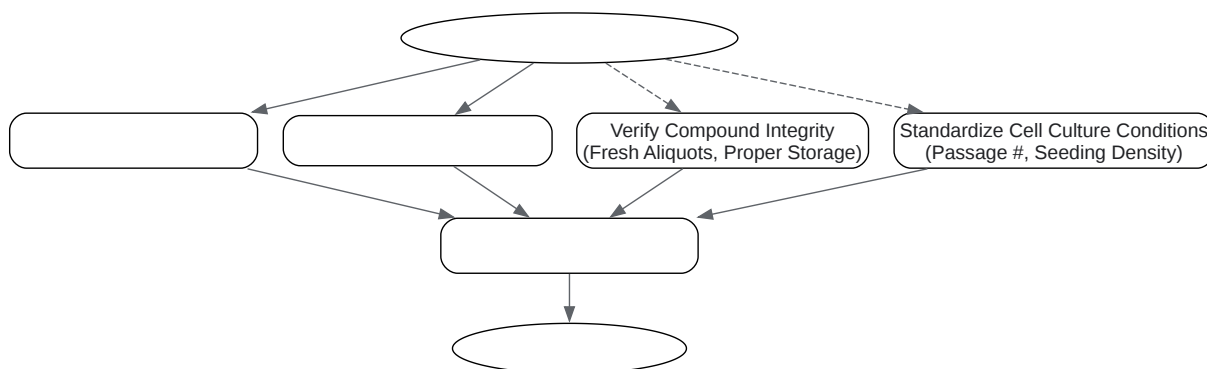 Verify Compound Integrity
(Fresh Aliquots, Proper Storage)
Standardize Cell Culture Conditions
(Passage #, Seeding Density)